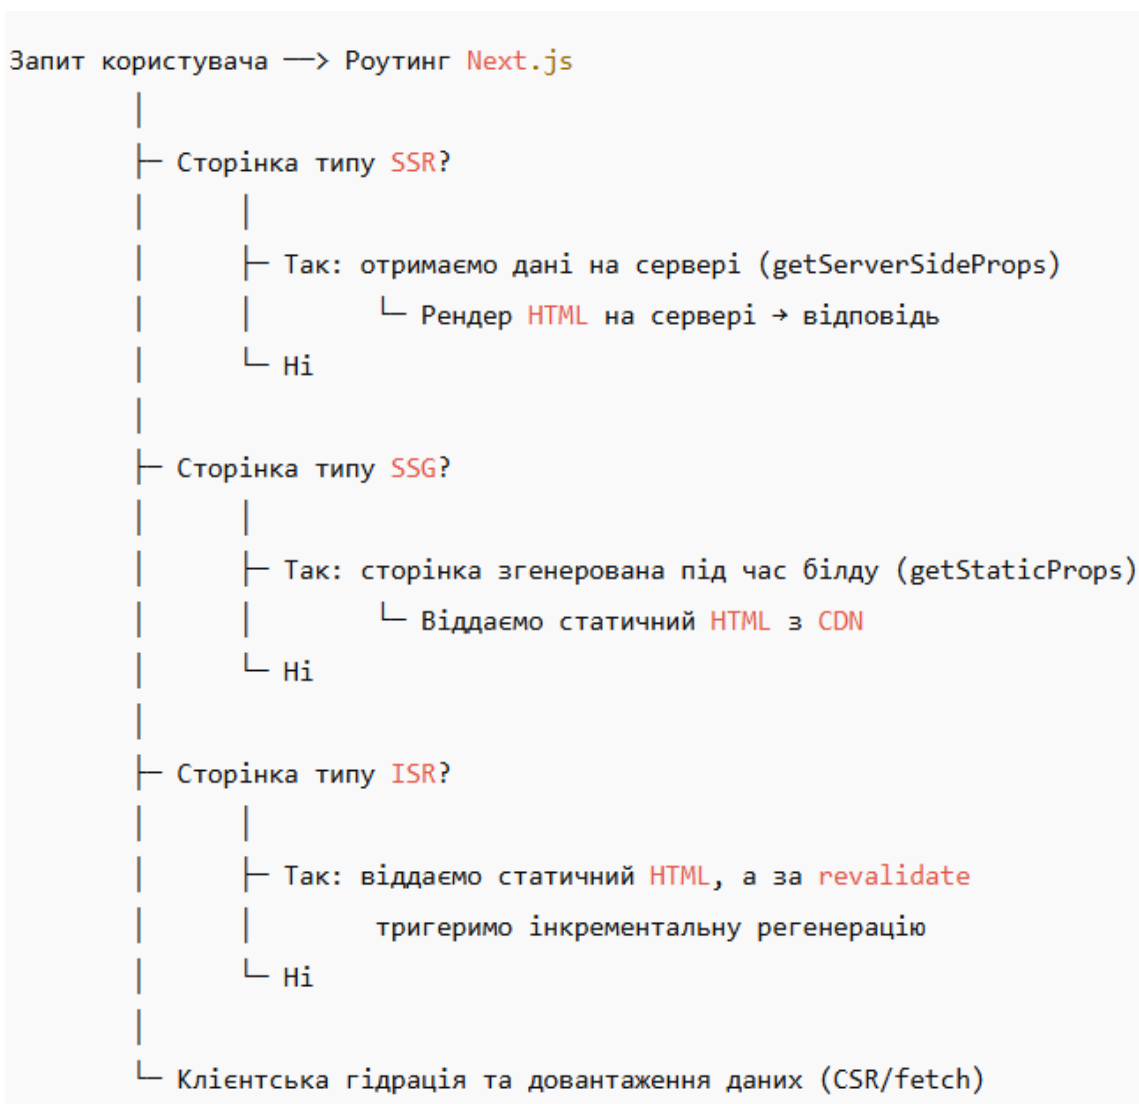 Запит користувача ──> Роутинг Next.js
│
├─ Сторінка типу SSR?
│ │
│ ├─ Так: отримаємо дані на сервері (getServerSideProps)
│ │ └─ Рендер HTML на сервері → відповідь
│ └─ Ні
│
├─ Сторінка типу SSG?
│ │
│ ├─ Так: сторінка згенерована під час білду (getStaticProps)
│ │ └─ Віддаємо статичний HTML з CDN
│ └─ Ні
│
├─ Сторінка типу ISR?
│ │
│ ├─ Так: віддаємо статичний HTML, а за revalidate
│ │ тригеримо інкрементальну регенерацію
│ └─ Ні
│
└─ Клієнтська гідрація та довантаження даних (CSR/fetch)